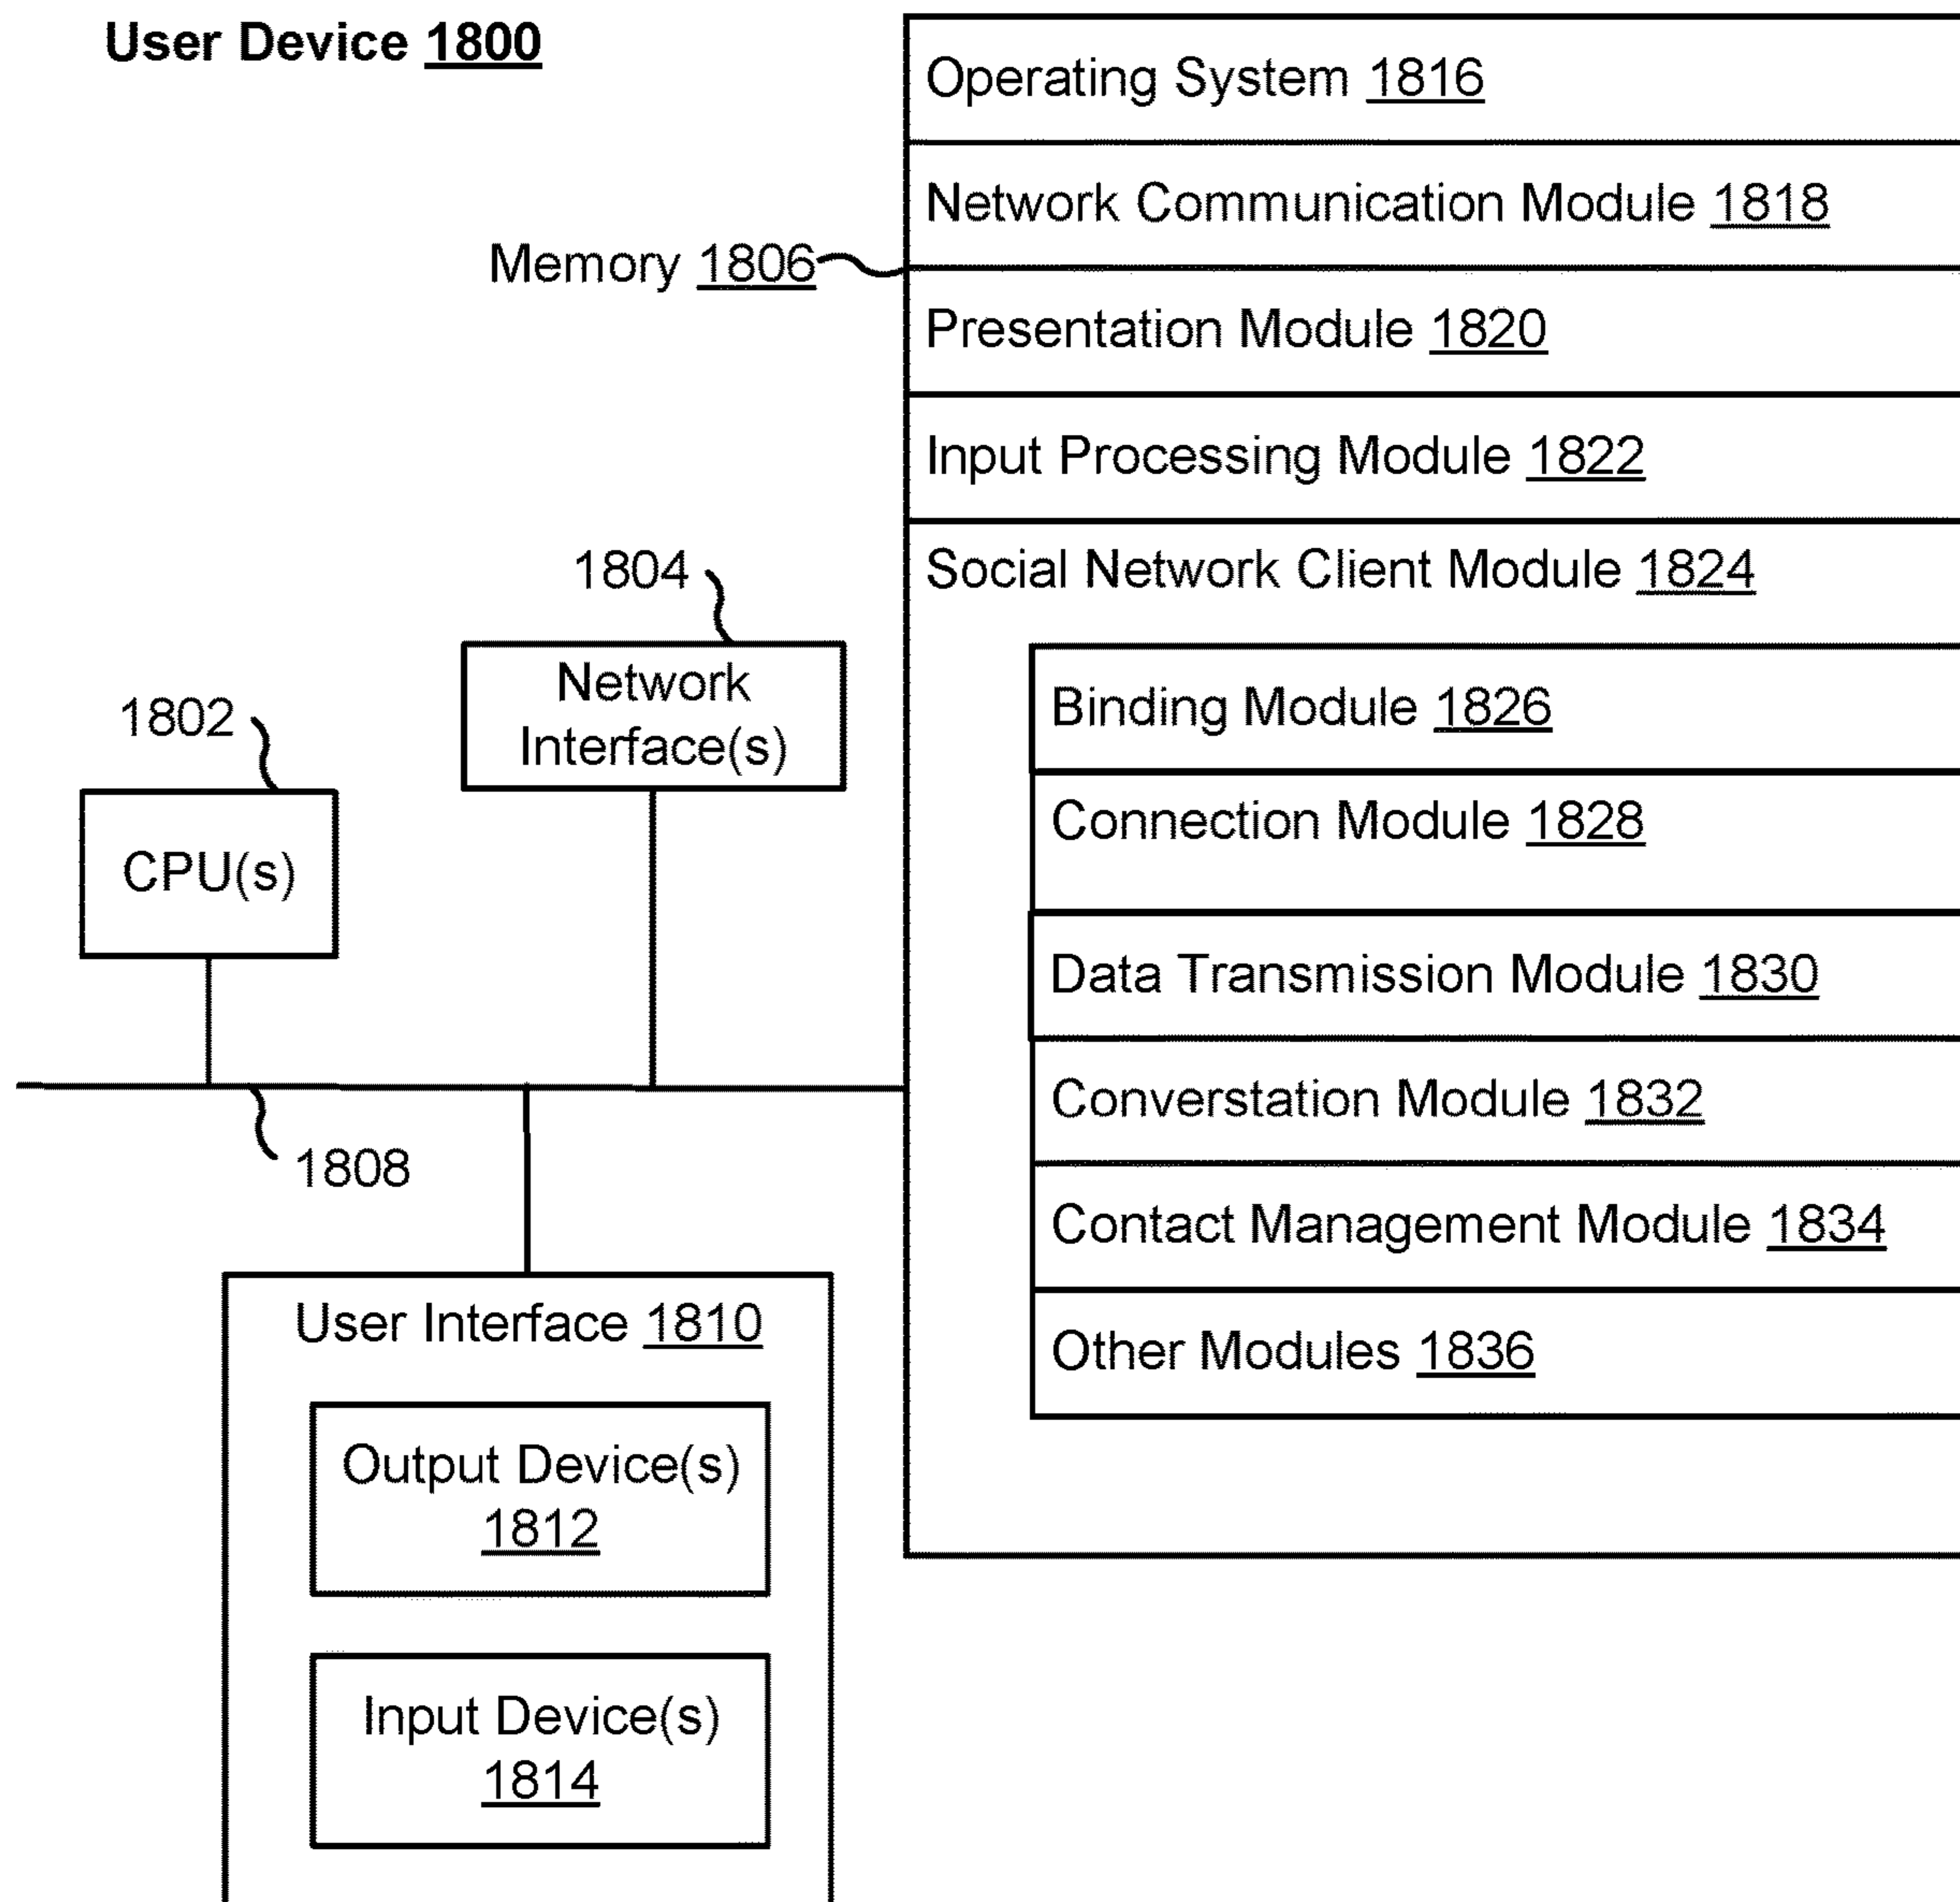 User Device 1800
Operating System 1816
Network Communication Module 1818
Memory 1806
Presentation Module 1820
Input Processing Module 1822
Social Network Client Module 1824
1804
Network
Interface(s)
1802
CPU(s)
Binding Module 1826
Connection Module 1828
Data Transmission Module 1830
Converstation Module 1832
Contact Management Module 1834
Other Modules 1836
1808
User Interface 1810
Output Device(s)
1812
Input Device(s)
1814